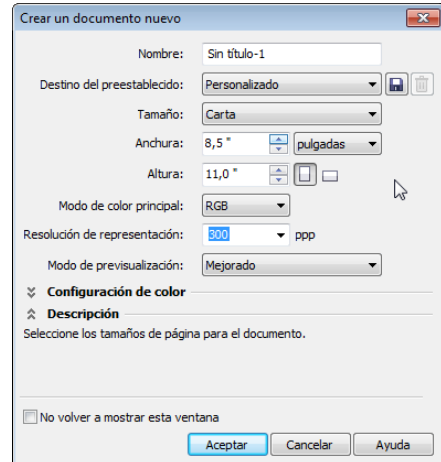 Crear un documento nuevo
Nombre: Sin título-1
Destino del preestablecido: Personalizado
Tamaño: Carta
Anchura: 8,5 " pulgadas
Altura: 11,0 "
Modo de color principal: RGB
Resolución de representación: 300 ppp
Modo de previsualización: Mejorado
Configuración de color
Descripción
Seleccione los tamaños de página para el documento.
No volver a mostrar esta ventana
Aceptar Cancelar Ayuda